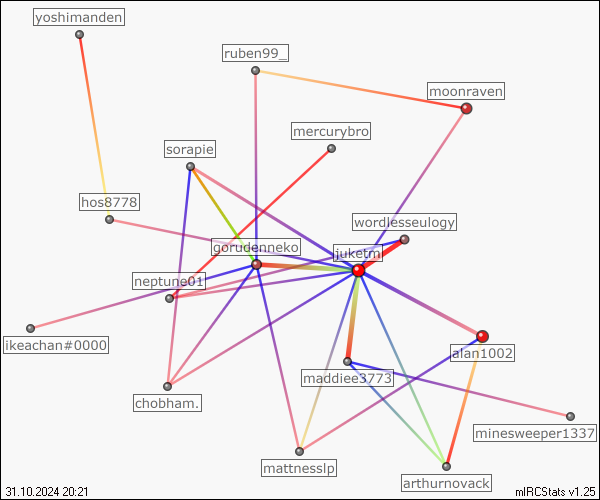 yoshimanden
ruben99_
moonraven
mercurybro
sorapie
hos8778
wordlesseulogy
gorudenneko
juketm
neptune01
ikeachan#0000
alan1002
maddiee3773
chobham.
minesweeper1337
mattnesslp
arthurnovack
31.10.2024 20:21
mIRCStats v1.25